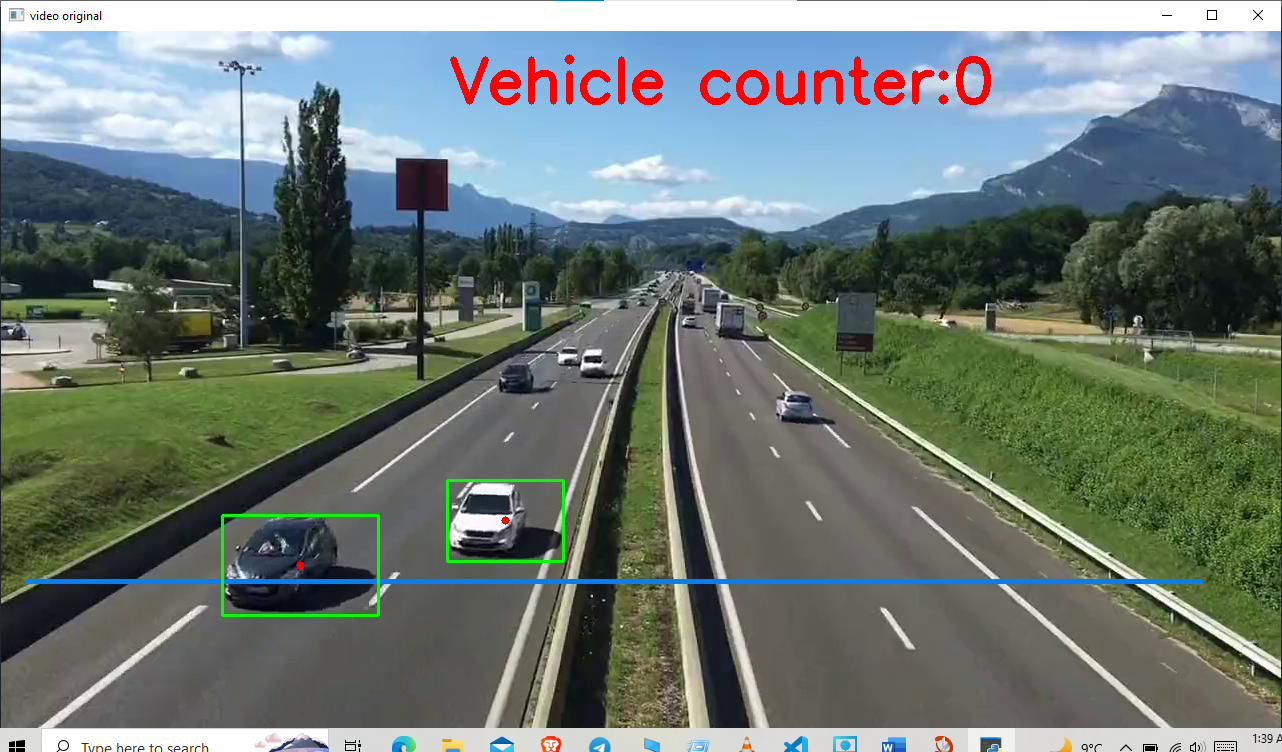 video original
Vehicle counter:0
Type here to search
9°C
1:39 A